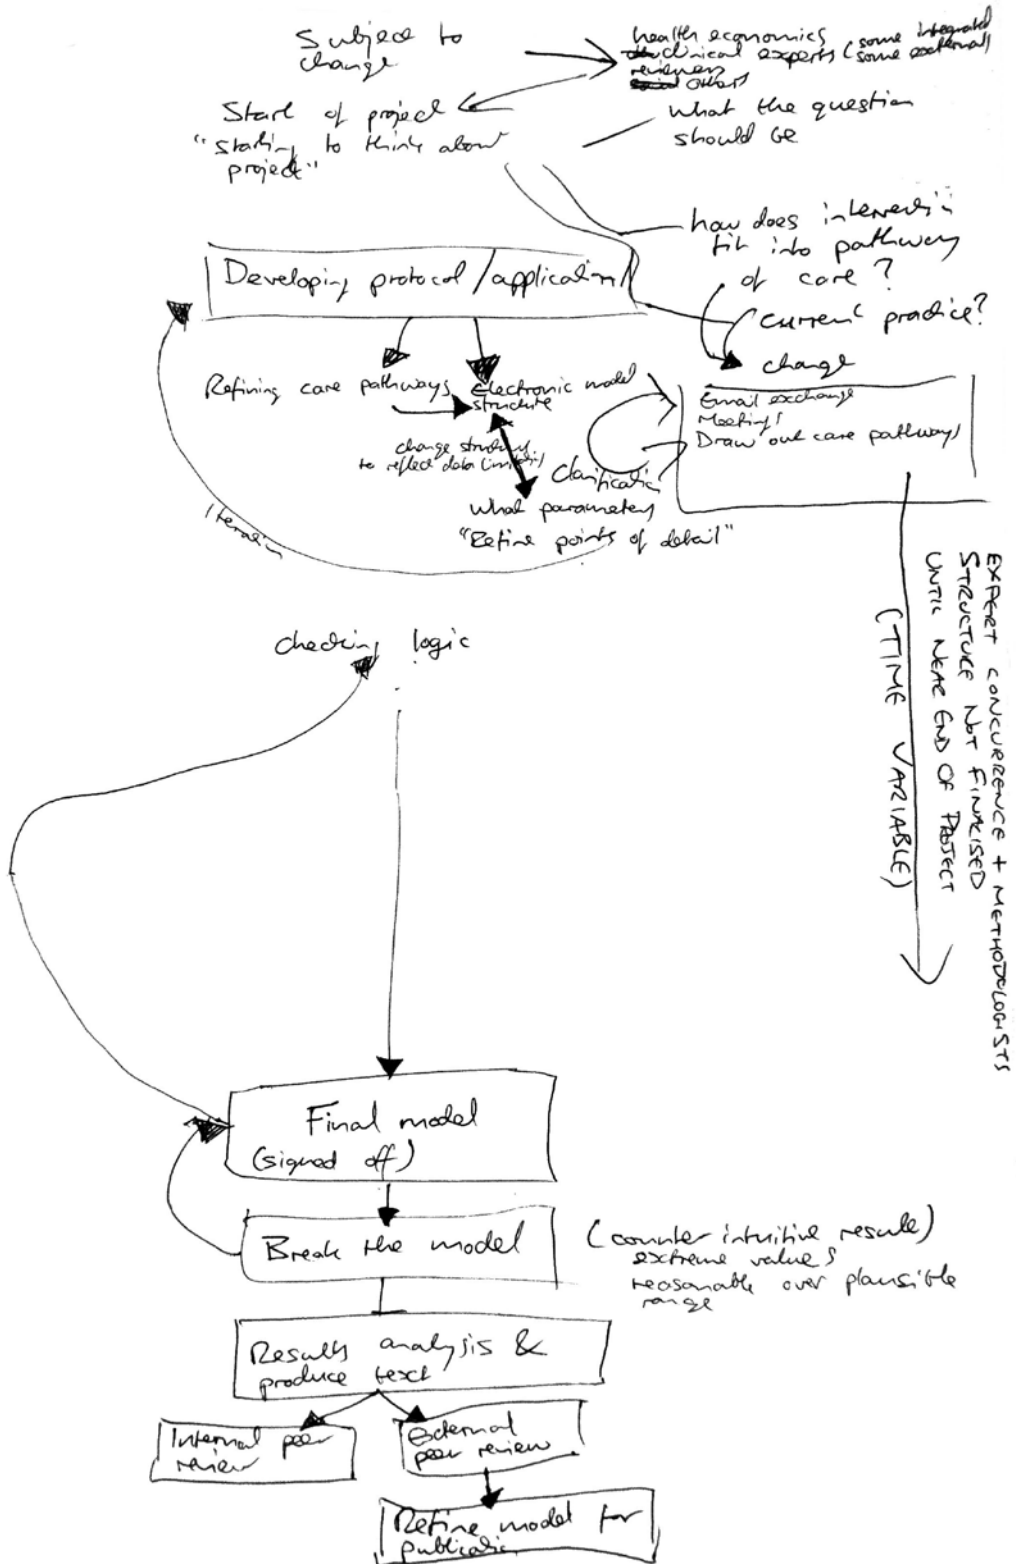 Subject to
change
health economics
clinical experts (some integrated
some external)
reviewers
others
Start of project
"starting to think about
project"
what the question
should be
how does interventi'n
fit into pathway
of care?
current practice?
change
Developing protocol/application
Refining care pathways
Electronic model
structure
change structure
to reflect data
Email exchange
Meetings
Draw out care pathways
Clarification
What parameters
"Refine points of detail"
Iteration
EXPERT CONCURRENCE + METHODOLOGISTS
STRUCTURE NOT FINALISED
UNTIL NEAR END OF PROJECT
(TIME VARIABLE)
checking logic
Final model
(signed off)
Break the model
(counter intuitive result)
extreme values
reasonable over plausible
range
Results analysis &
produce text
Internal peer
review
External
peer review
Refine model for
publication